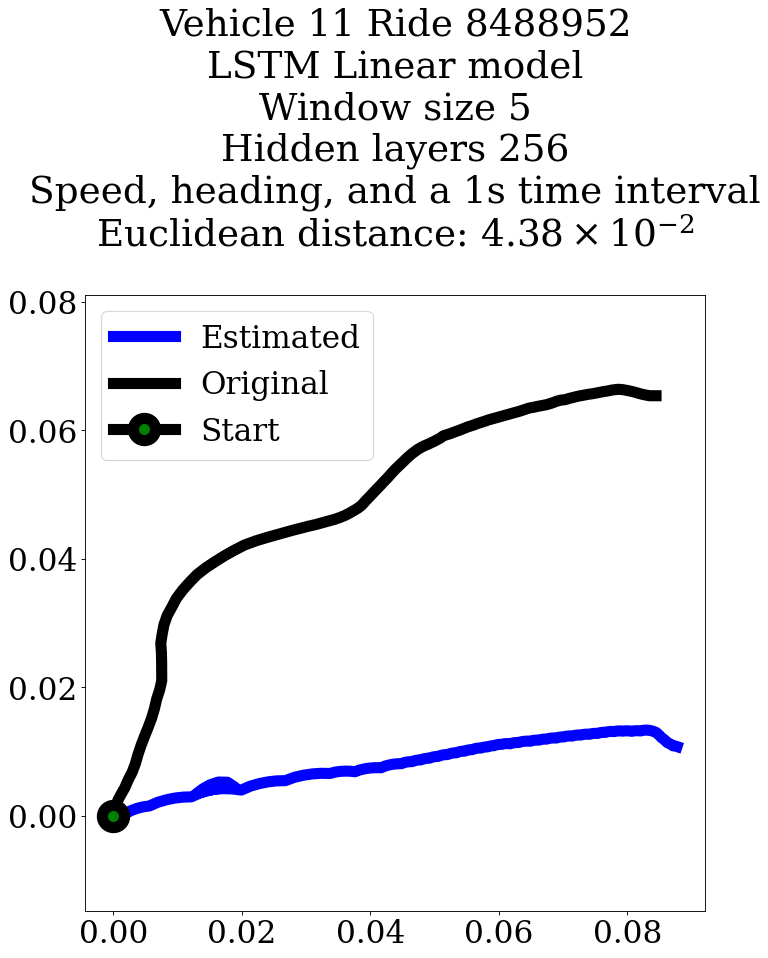 Vehicle 11 Ride 8488952
LSTM Linear model
Window size 5
Hidden layers 256
Speed, heading, and a 1s time interval
Euclidean distance: 4.38 × 10⁻²
0.08
0.06
0.04
0.02
0.00
Estimated
Original
Start
0.00 0.02 0.04 0.06 0.08